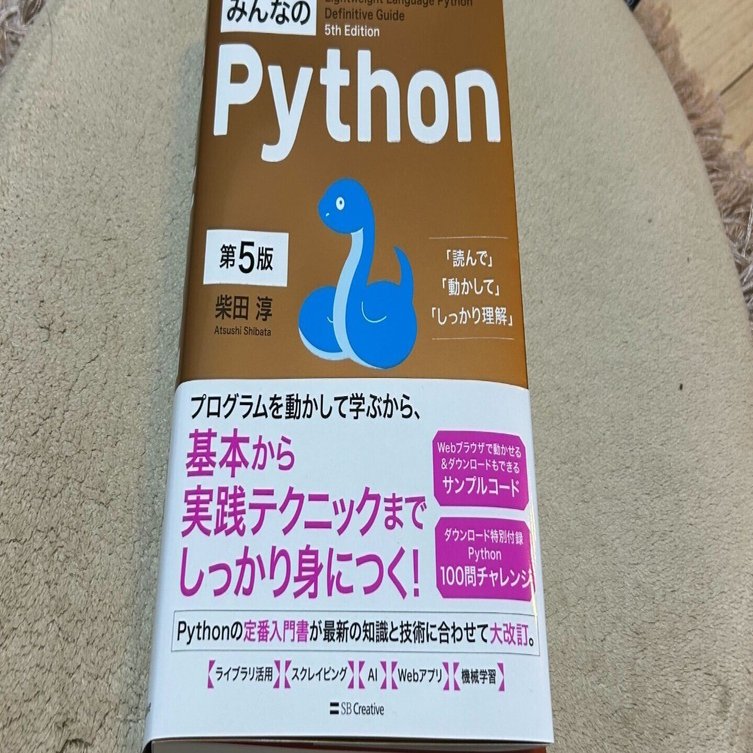 みんなの
Lightweight Language Python
Definitive Guide
5th Edition
Python
第5版
柴田 淳
Atsushi Shibata
「読んで」
「動かして」
「しっかり理解」
プログラムを動かして学ぶから、
基本から
実践テクニックまで
しっかり身につく!
Webブラウザで動かせる
&ダウンロードもできる
サンプルコード
ダウンロード特別付録
Python
100問チャレンジ
Pythonの定番入門書が最新の知識と技術に合わせて大改訂。
【ライブラリ活用】【スクレイピング】【AI】【Webアプリ】【機械学習】
SB Creative